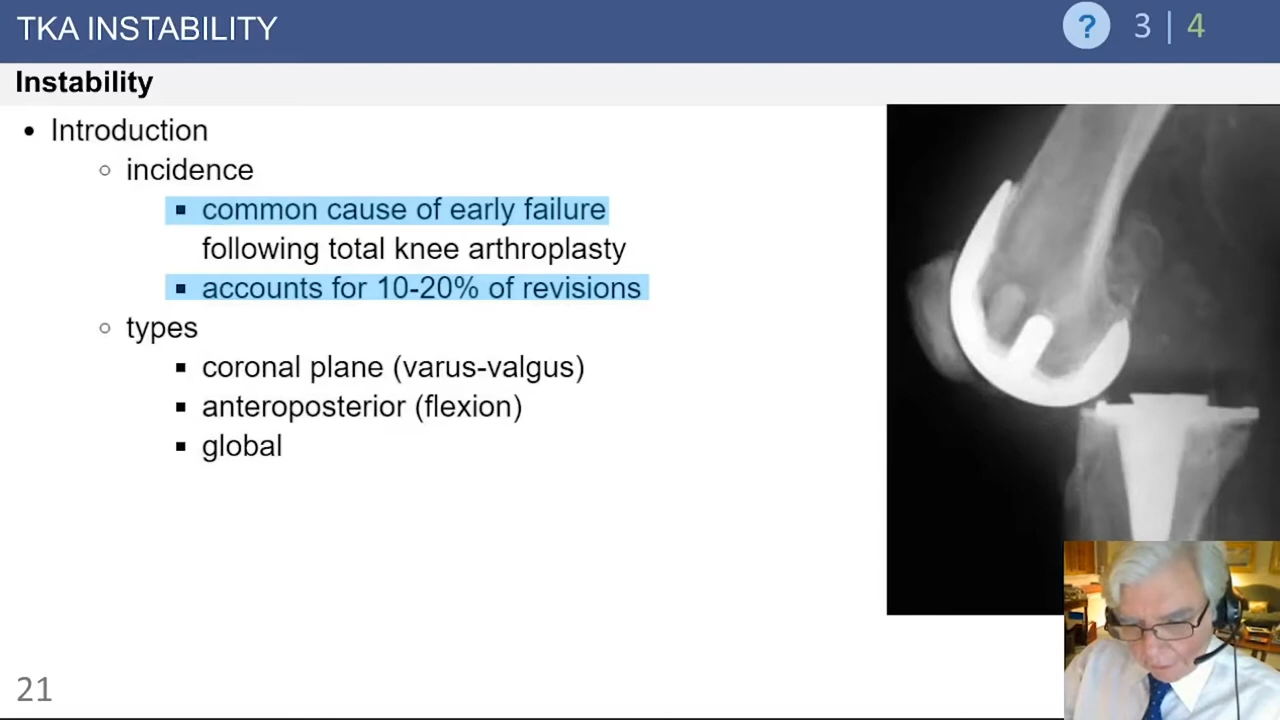 TKA INSTABILITY
? 3 | 4
Instability
• Introduction
○ incidence
▪ common cause of early failure
following total knee arthroplasty
▪ accounts for 10-20% of revisions
○ types
▪ coronal plane (varus-valgus)
▪ anteroposterior (flexion)
▪ global
21